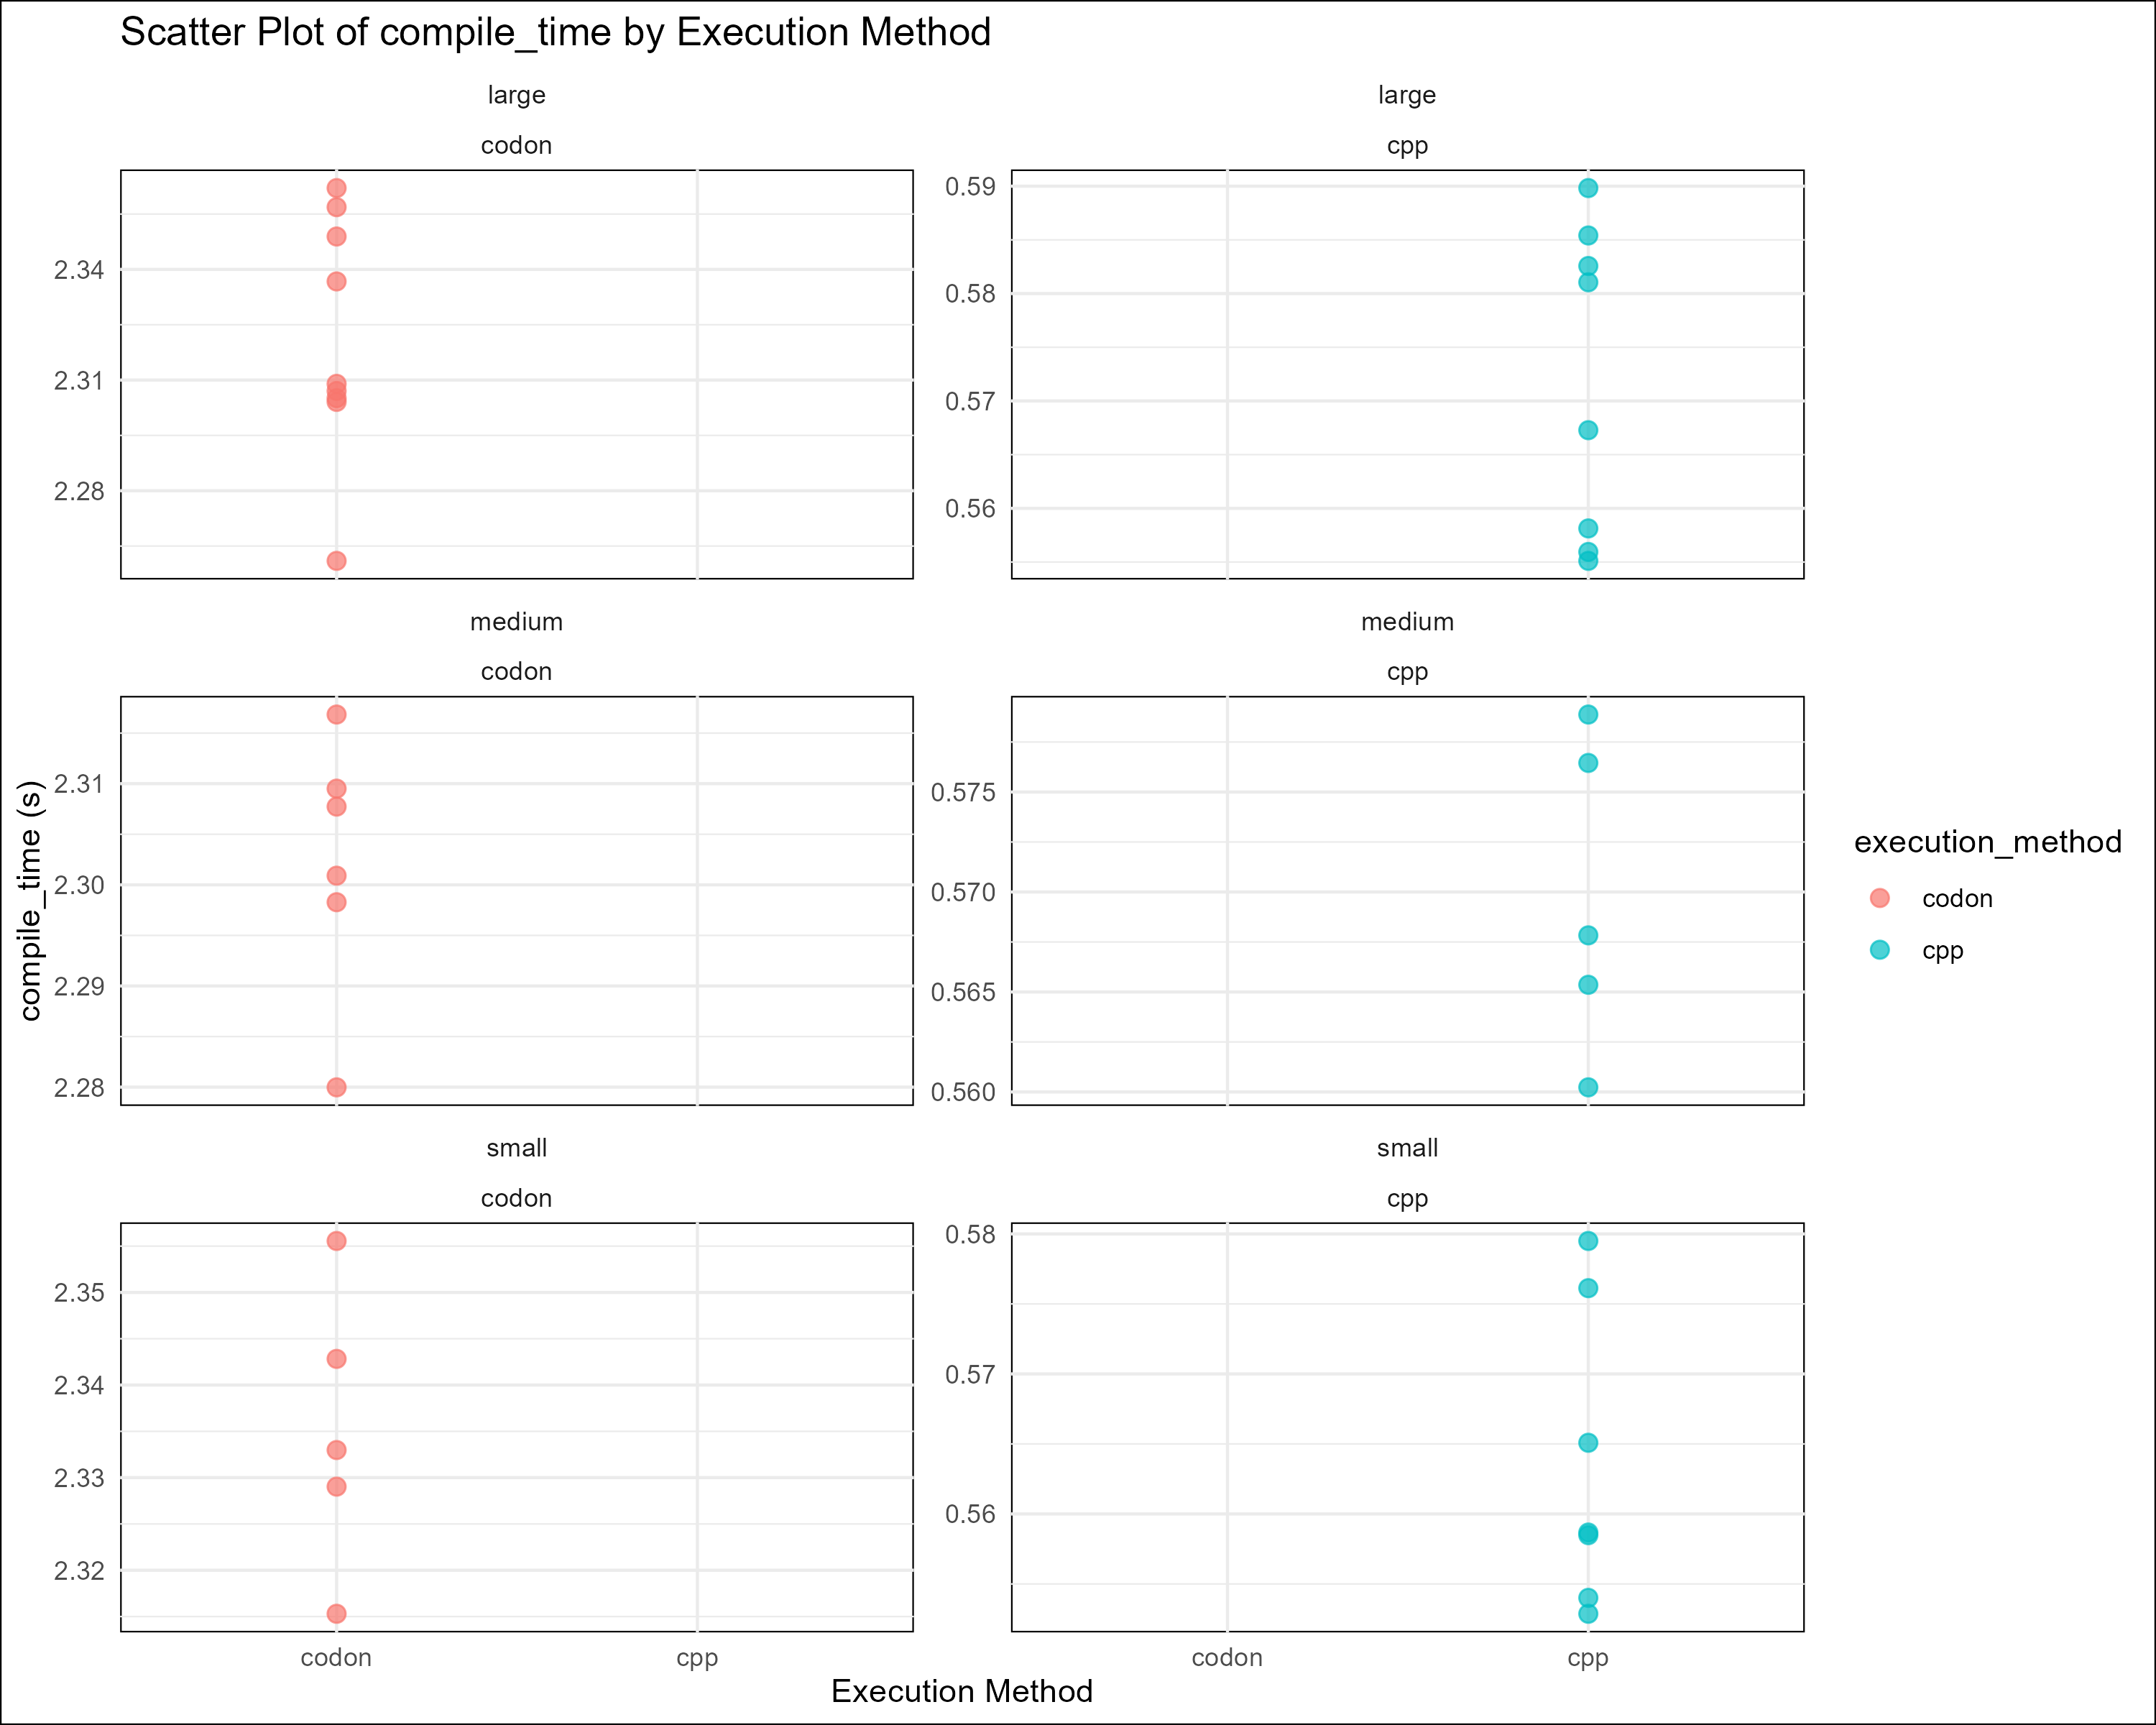 Scatter Plot of compile_time by Execution Method
large
codon
2.34
2.31
2.28
large
cpp
0.59
0.58
0.57
0.56
medium
codon
2.31
2.30
2.29
2.28
medium
cpp
0.575
0.570
0.565
0.560
small
codon
2.35
2.34
2.33
2.32
codon
cpp
small
cpp
0.58
0.57
0.56
codon
cpp
compile_time (s)
Execution Method
execution_method
codon
cpp